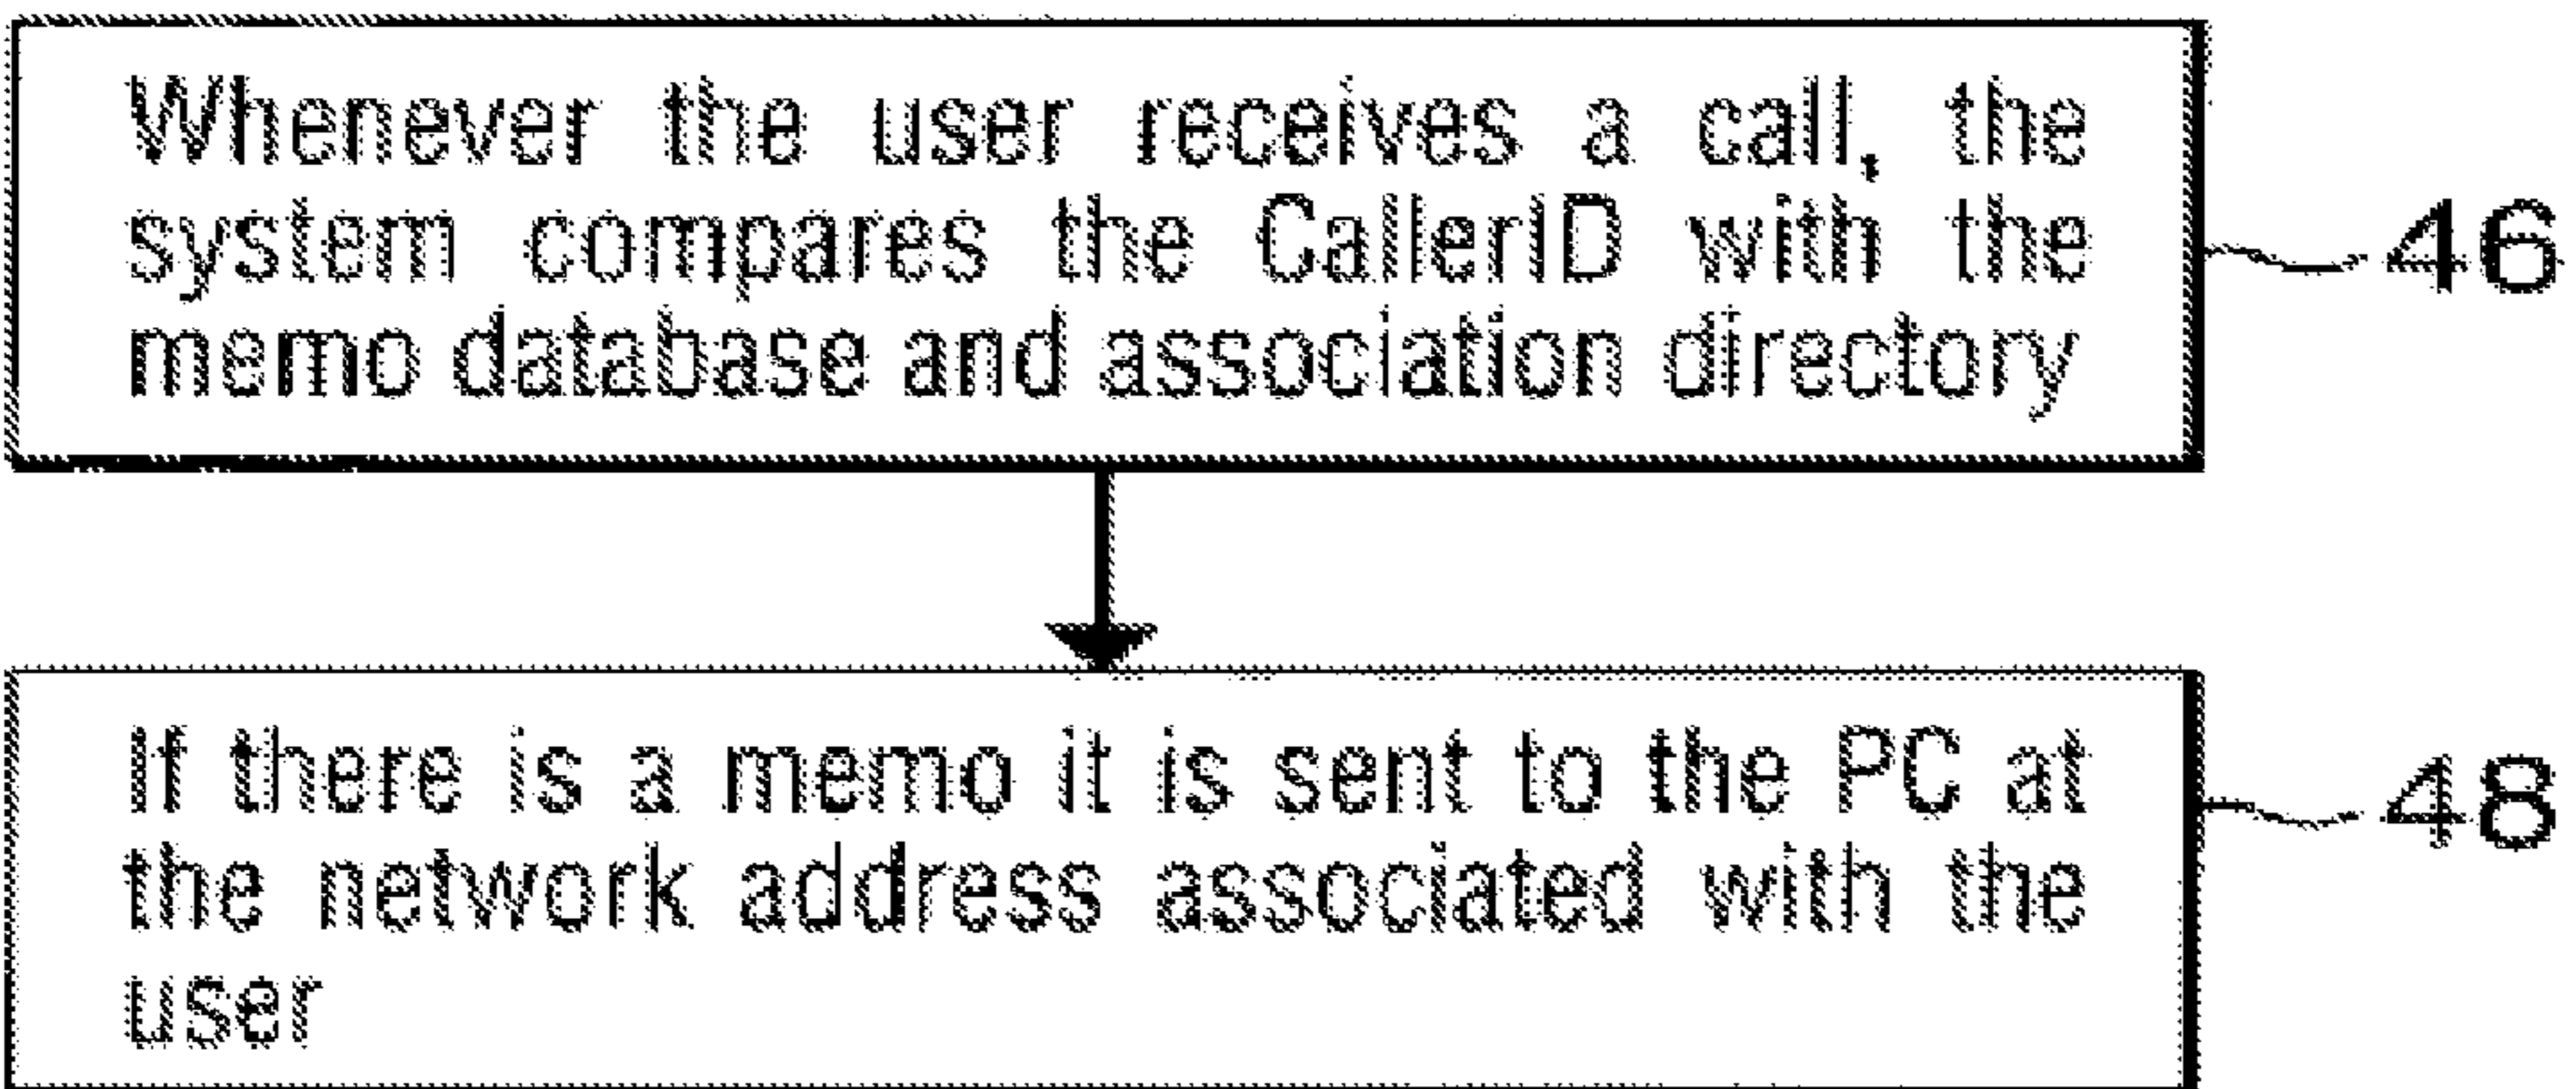 Whenever the user receives a call, the
system compares the CallerID with the
memo database and association directory
46
If there is a memo it is sent to the PC at
the network address associated with the
user
48